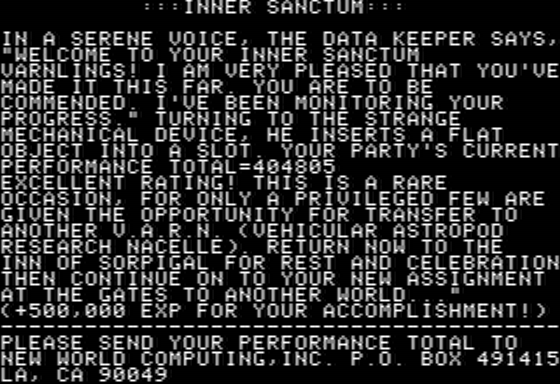 :::INNER SANCTUM:::
IN A SERENE VOICE, THE DATA KEEPER SAYS,
"WELCOME TO YOUR INNER SANCTUM
VARNLINGS! I AM VERY PLEASED THAT YOU'VE
MADE IT THIS FAR. YOU ARE TO BE
COMMENDED. I'VE BEEN MONITORING YOUR
PROGRESS." TURNING TO THE STRANGE
MECHANICAL DEVICE, HE INSERTS A FLAT
OBJECT INTO A SLOT. YOUR PARTY'S CURRENT
PERFORMANCE TOTAL=404805
EXCELLENT RATING! THIS IS A RARE
OCCASION, FOR ONLY A PRIVILEGED FEW ARE
GIVEN THE OPPORTUNITY FOR TRANSFER TO
ANOTHER V.A.R.N. (VEHICULAR ASTROPOD
RESEARCH NACELLE). RETURN NOW TO THE
INN OF SORPIGAL FOR REST AND CELEBRATION
THEN CONTINUE ON TO YOUR NEW ASSIGNMENT
AT THE GATES TO ANOTHER WORLD..."
(+500,000 EXP FOR YOUR ACCOMPLISHMENT!)
PLEASE SEND YOUR PERFORMANCE TOTAL TO
NEW WORLD COMPUTING,INC. P.O. BOX 491415
LA, CA 90049